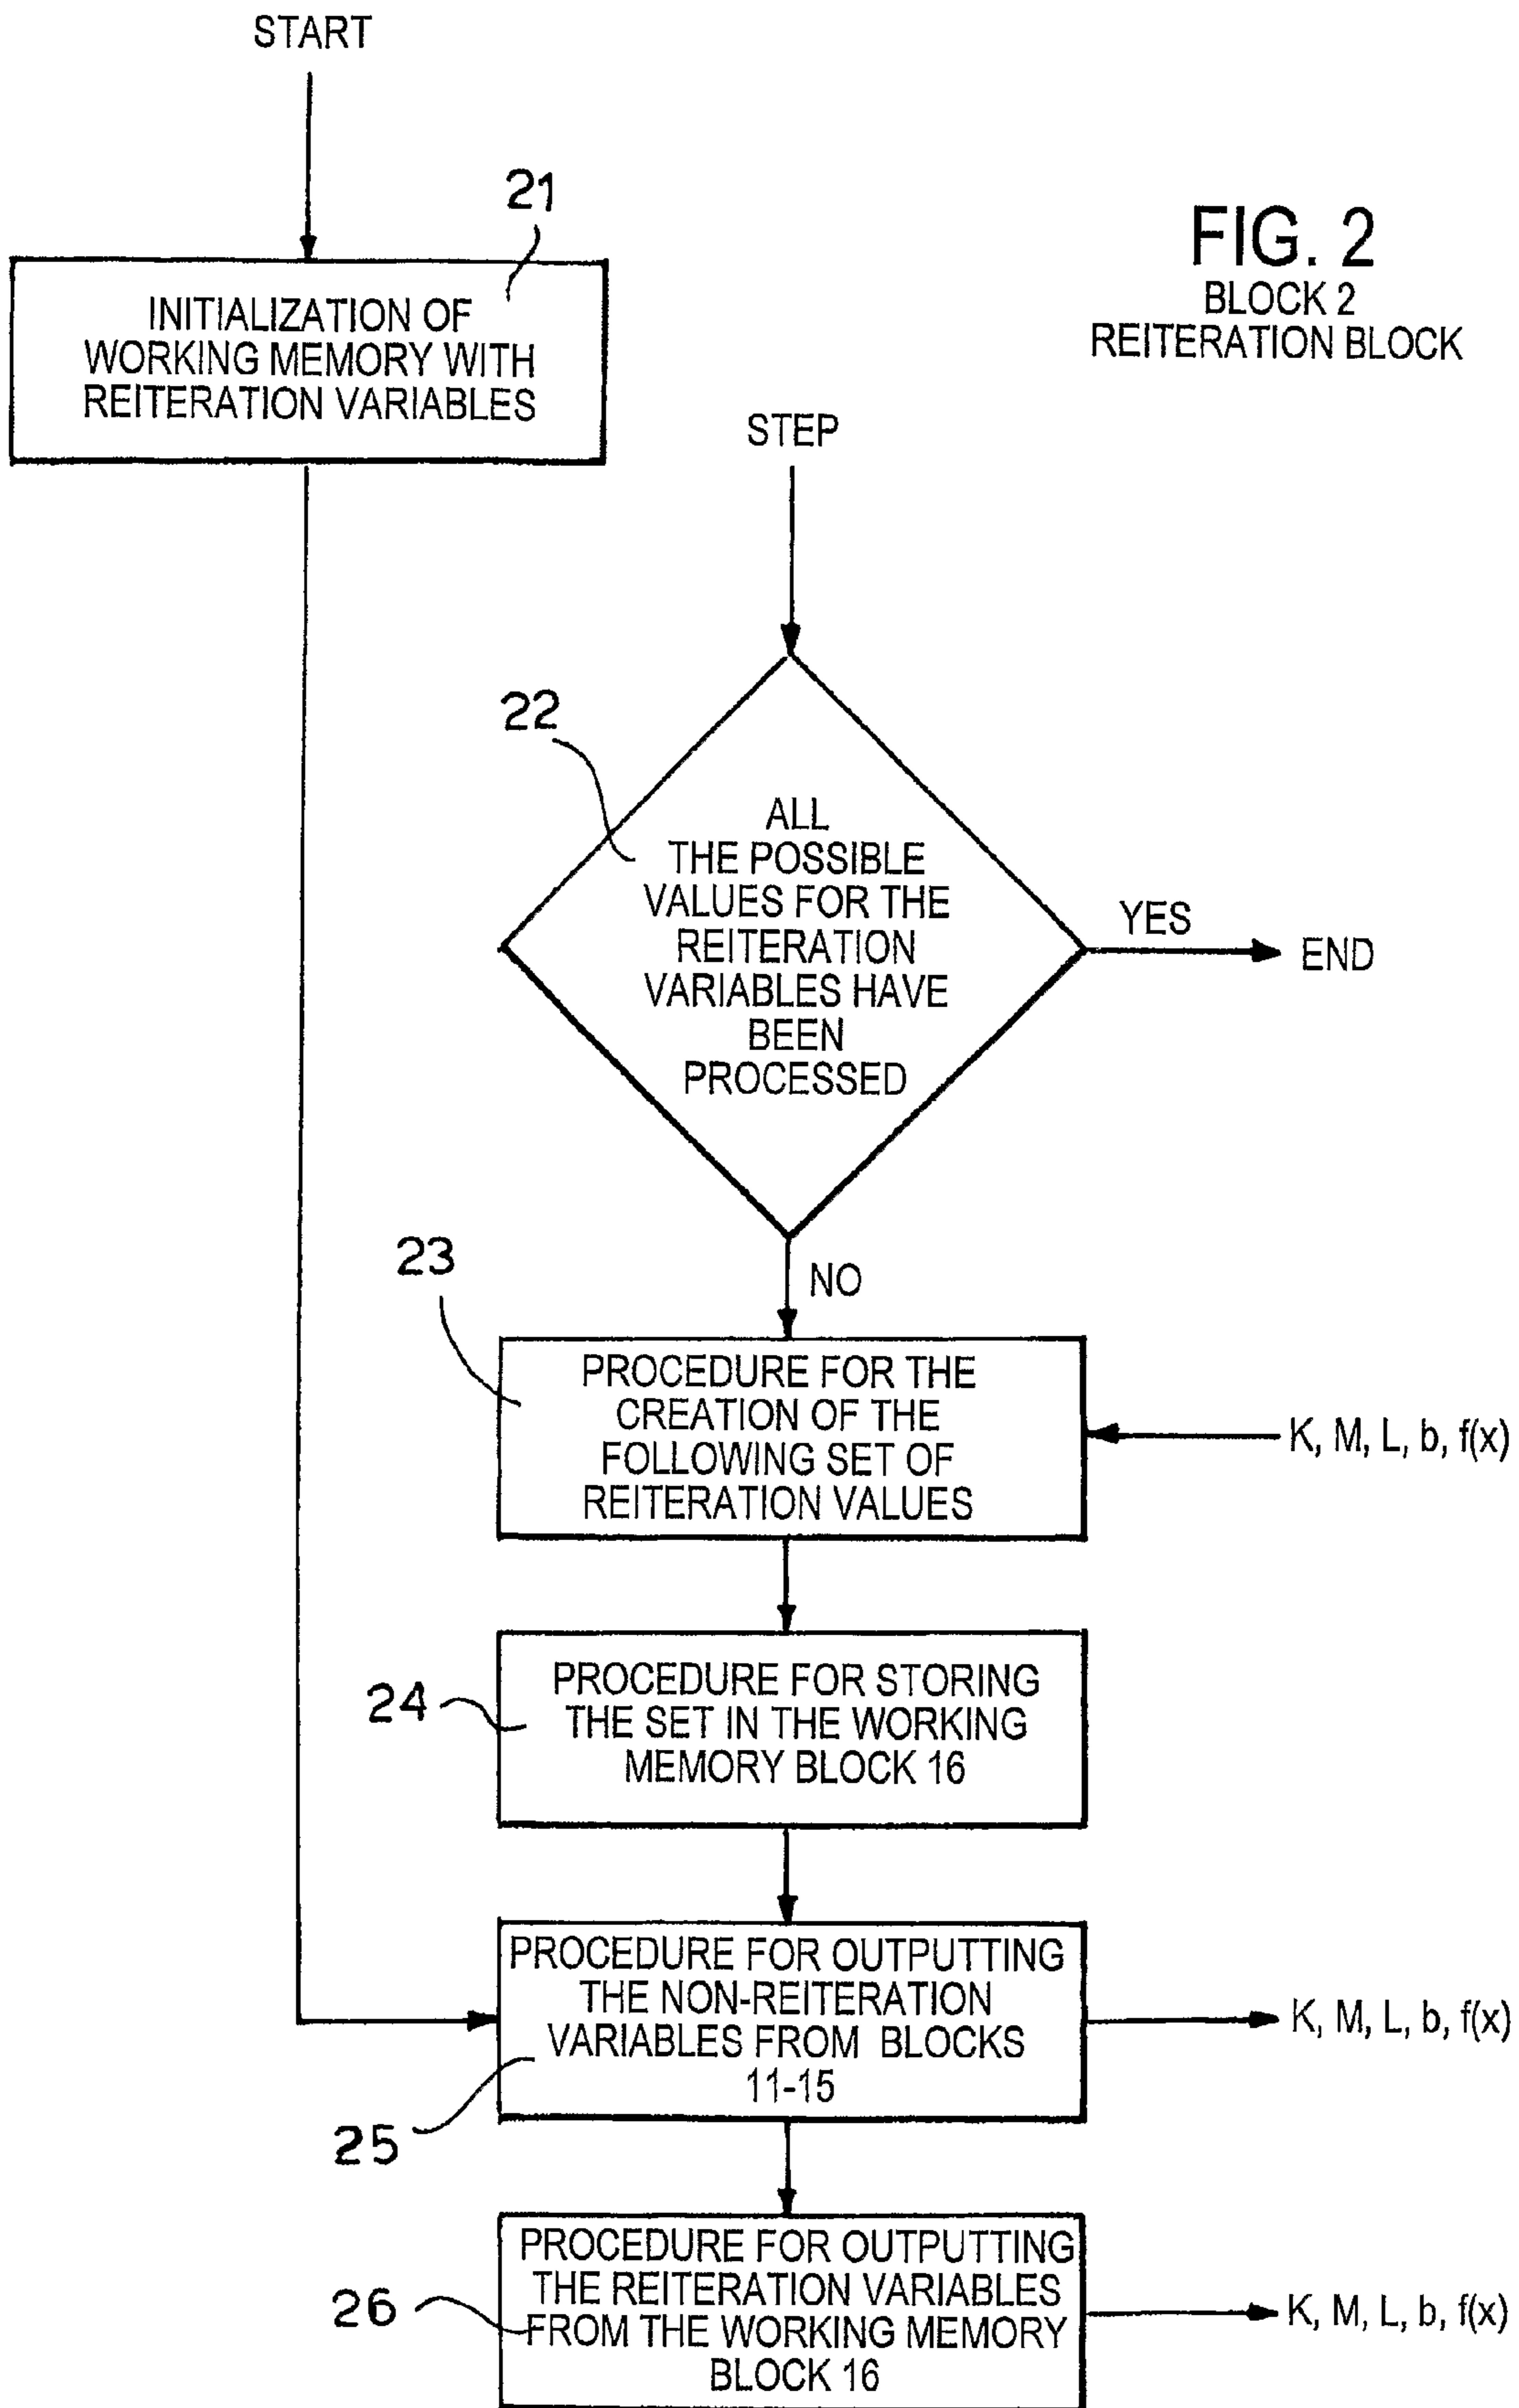 START
21
FIG. 2
BLOCK 2
REITERATION BLOCK
INITIALIZATION OF
WORKING MEMORY WITH
REITERATION VARIABLES
STEP
22
ALL
THE POSSIBLE
VALUES FOR THE
REITERATION
VARIABLES HAVE
BEEN
PROCESSED
YES
END
NO
23
PROCEDURE FOR THE
CREATION OF THE
FOLLOWING SET OF
REITERATION VALUES
K, M, L, b, f(x)
24
PROCEDURE FOR STORING
THE SET IN THE WORKING
MEMORY BLOCK 16
PROCEDURE FOR OUTPUTTING
THE NON-REITERATION
VARIABLES FROM BLOCKS
11-15
K, M, L, b, f(x)
25
PROCEDURE FOR OUTPUTTING
THE REITERATION VARIABLES
FROM THE WORKING MEMORY
BLOCK 16
26
K, M, L, b, f(x)